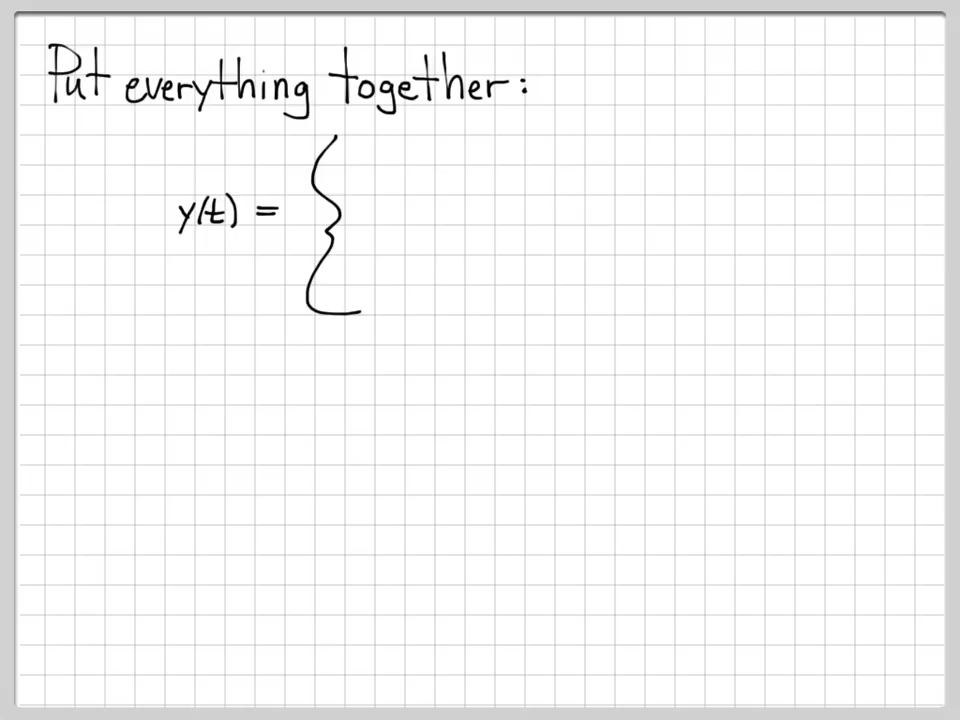 Put everything together:
y(t) = {